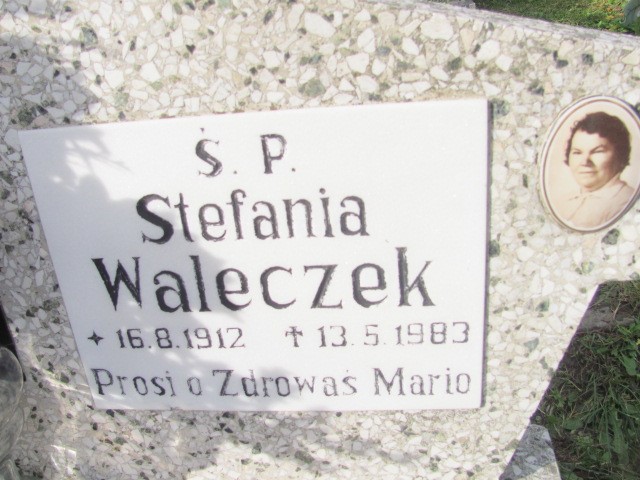 Ś. P.
Stefania
Waleczek
✦ 16.8.1912 ✝ 13.5.1983
Prosi o Zdrowaś Mario